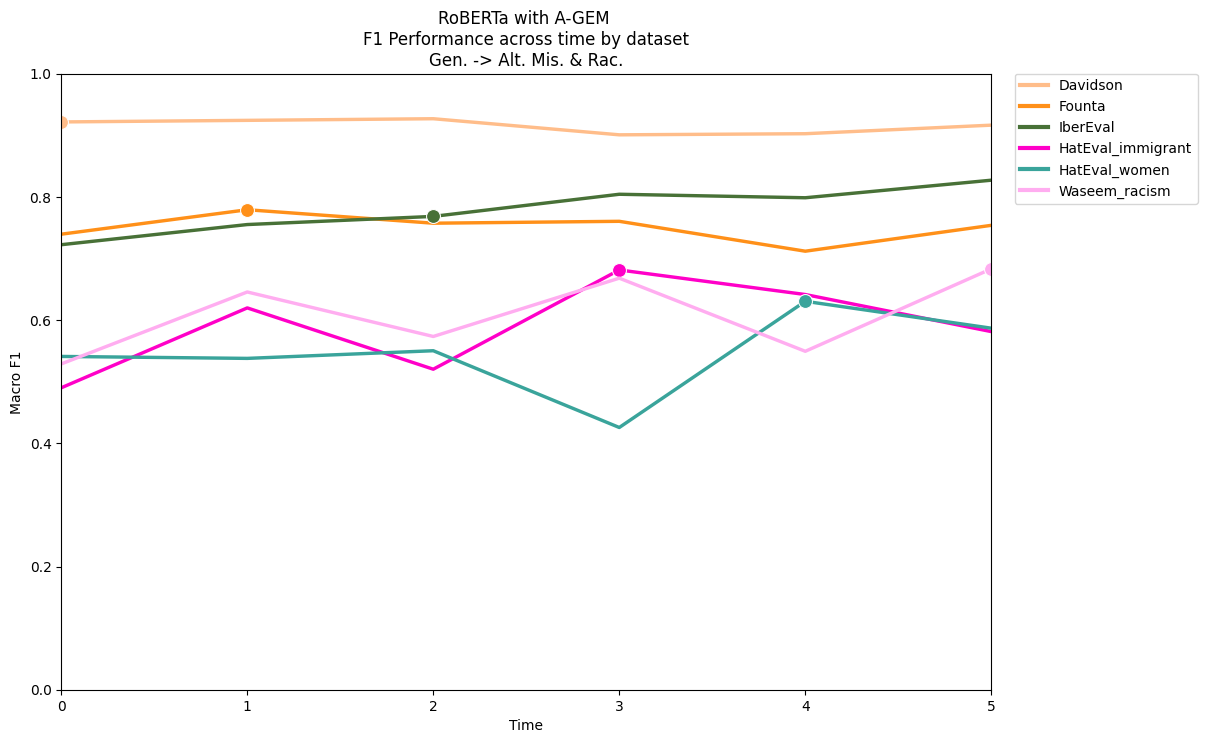 RoBERTa with A-GEM
F1 Performance across time by dataset
Gen. -> Alt. Mis. & Rac.
1.0
0.8
0.6
0.4
0.2
0.0
Macro F1
0 1 2 3 4 5
Time
Davidson
Founta
IberEval
HatEval_immigrant
HatEval_women
Waseem_racism